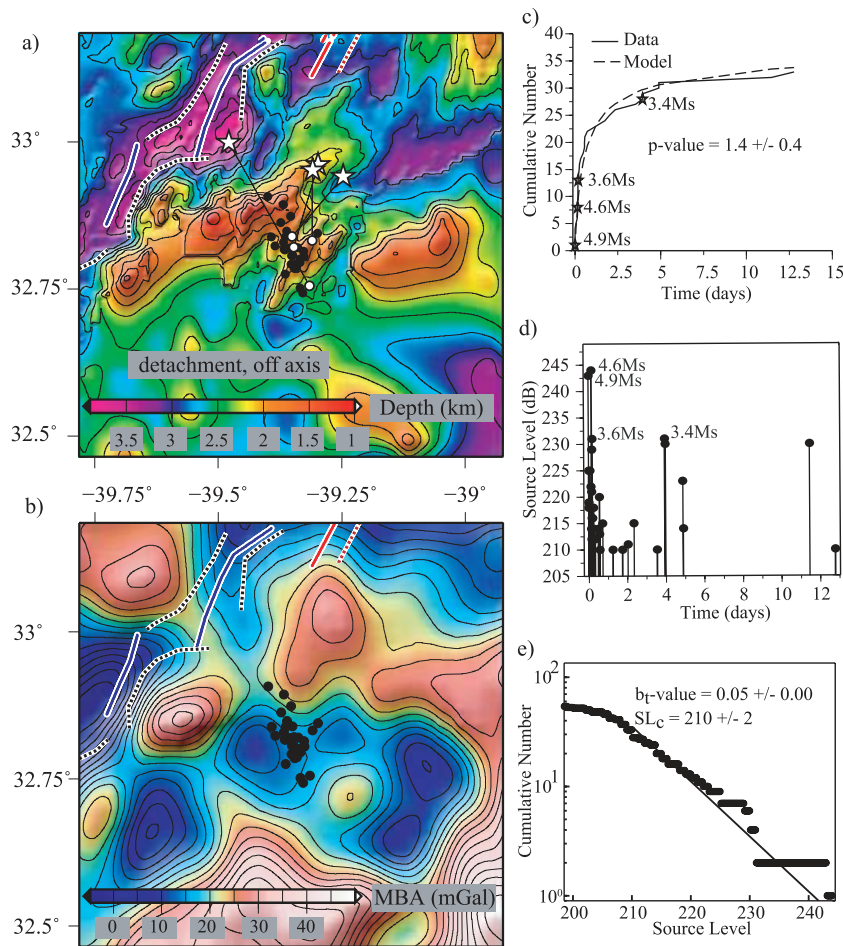 a)
33°
32.75°
32.5°
detachment, off axis
Depth (km)
3.5 3 2.5 2 1.5 1
−39.75° −39.5° −39.25° −39°
b)
33°
32.75°
32.5°
MBA (mGal)
0 10 20 30 40
c)
Data
Model
40
35
30
25
20
15
10
5
0
Cumulative Number
3.4Ms
p-value = 1.4 +/- 0.4
3.6Ms
4.6Ms
4.9Ms
0 2.5 5 7.5 10 12.5 15
Time (days)
d)
245
240
235
230
225
220
215
210
205
Source Level (dB)
4.6Ms
4.9Ms
3.6Ms
3.4Ms
0 2 4 6 8 10 12
Time (days)
e)
10²
10¹
10⁰
Cumulative Number
bt-value = 0.05 +/- 0.00
SLc = 210 +/- 2
200 210 220 230 240
Source Level